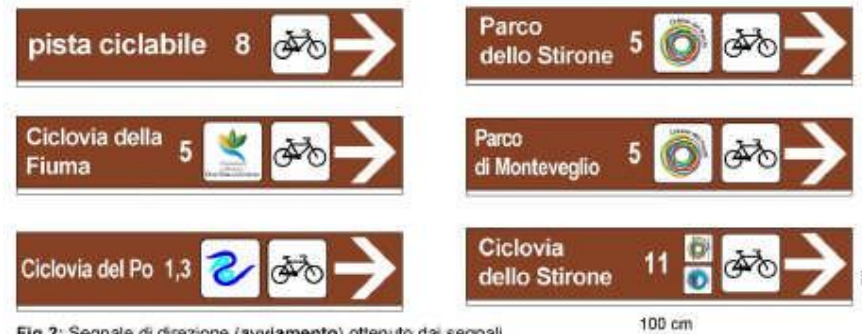 pista ciclabile 8
Ciclovia della
Fiuma 5
Ciclovia del Po 1,3
Parco
dello Stirone 5
Parco
di Monteveglio 5
Ciclovia
dello Stirone 11
100 cm
Fig.2: Segnale di direzione (avviamento) ottenuto dai segnali